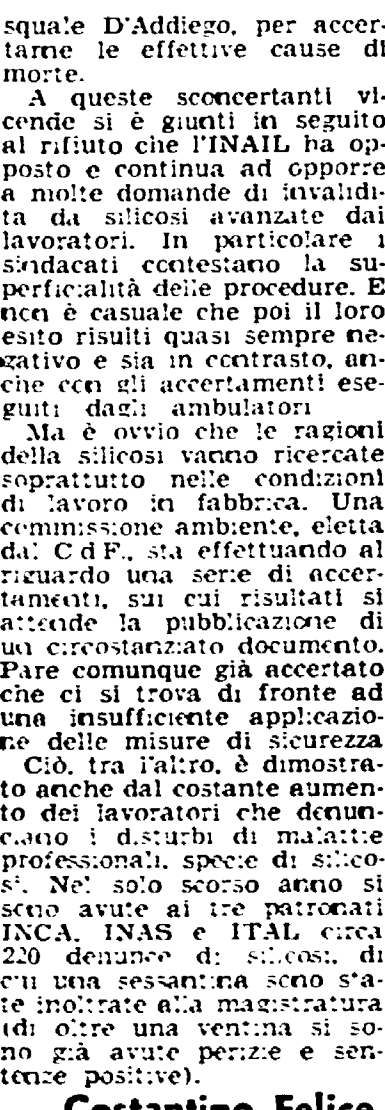 squale D'Addiego, per accer-
tarne le effettive cause di
morte.
A queste sconcertanti vi-
cende si è giunti in seguito
al rifiuto che l'INAIL ha op-
posto e continua ad opporre
a molte domande di invalidi-
ta da silicosi avanzate dai
lavoratori. In particolare i
sindacati contestano la su-
perficialità delle procedure. E
non è casuale che poi il loro
esito risulti quasi sempre ne-
gativo e sia in contrasto, an-
che con gli accertamenti ese-
guiti dagli ambulatori
Ma è ovvio che le ragioni
della silicosi vanno ricercate
soprattutto nelle condizioni
di lavoro in fabbrica. Una
commissione ambiente, eletta
dal C d F., sta effettuando al
riguardo una serie di accer-
tamenti, sui cui risultati si
attende la pubblicazione di
un circostanziato documento.
Pare comunque già accertato
che ci si trova di fronte ad
una insufficiente applicazio-
ne delle misure di sicurezza
Ciò, tra l'altro, è dimostra-
to anche dal costante aumen-
to dei lavoratori che denun-
ciano i disturbi di malattie
professionali, specie di silico-
si. Nel solo scorso anno si
sono avute ai tre patronati
INCA, INAS e ITAL circa
220 denunce di silicosi, di
cui una sessantina sono sta-
te inoltrate alla magistratura
(di oltre una ventina si so-
no già avute perizie e sen-
tenze positive).
Costantino Felice